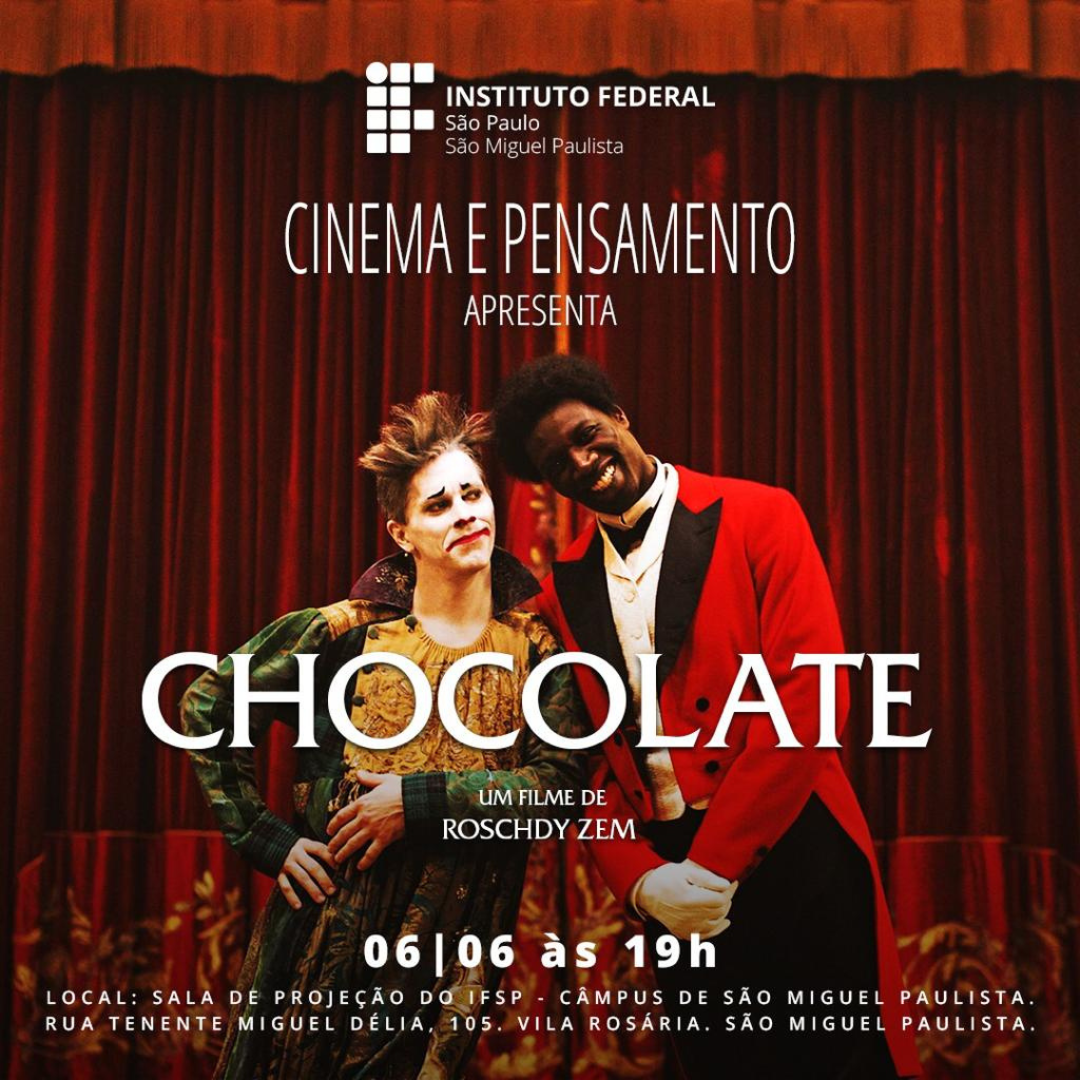 INSTITUTO FEDERAL
São Paulo
São Miguel Paulista
CINEMA E PENSAMENTO
APRESENTA
CHOCOLATE
UM FILME DE
ROSCHDY ZEM
06|06 às 19h
LOCAL: SALA DE PROJEÇÃO DO IFSP - CÂMPUS DE SÃO MIGUEL PAULISTA.
RUA TENENTE MIGUEL DÉLIA, 105. VILA ROSÁRIA. SÃO MIGUEL PAULISTA.